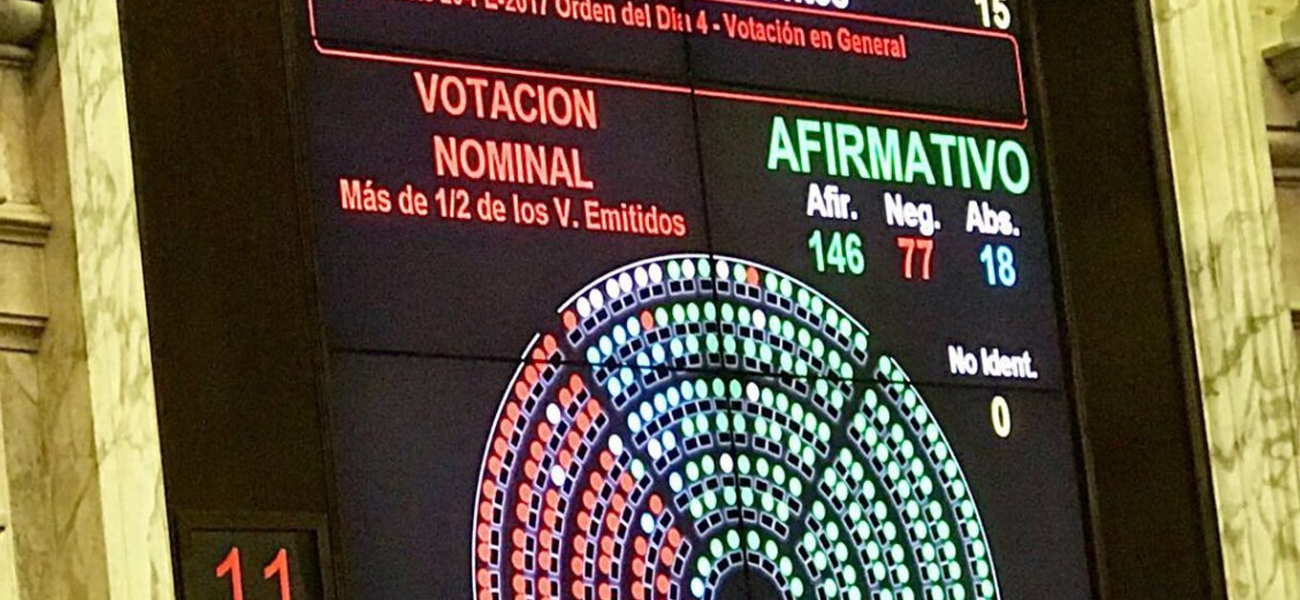 15
2017 Orden del Día 4 - Votación en General
VOTACION
NOMINAL
Más de 1/2 de los V. Emitidos
AFIRMATIVO
Afir. Neg. Abs.
146 77 18
No Ident.
0
11